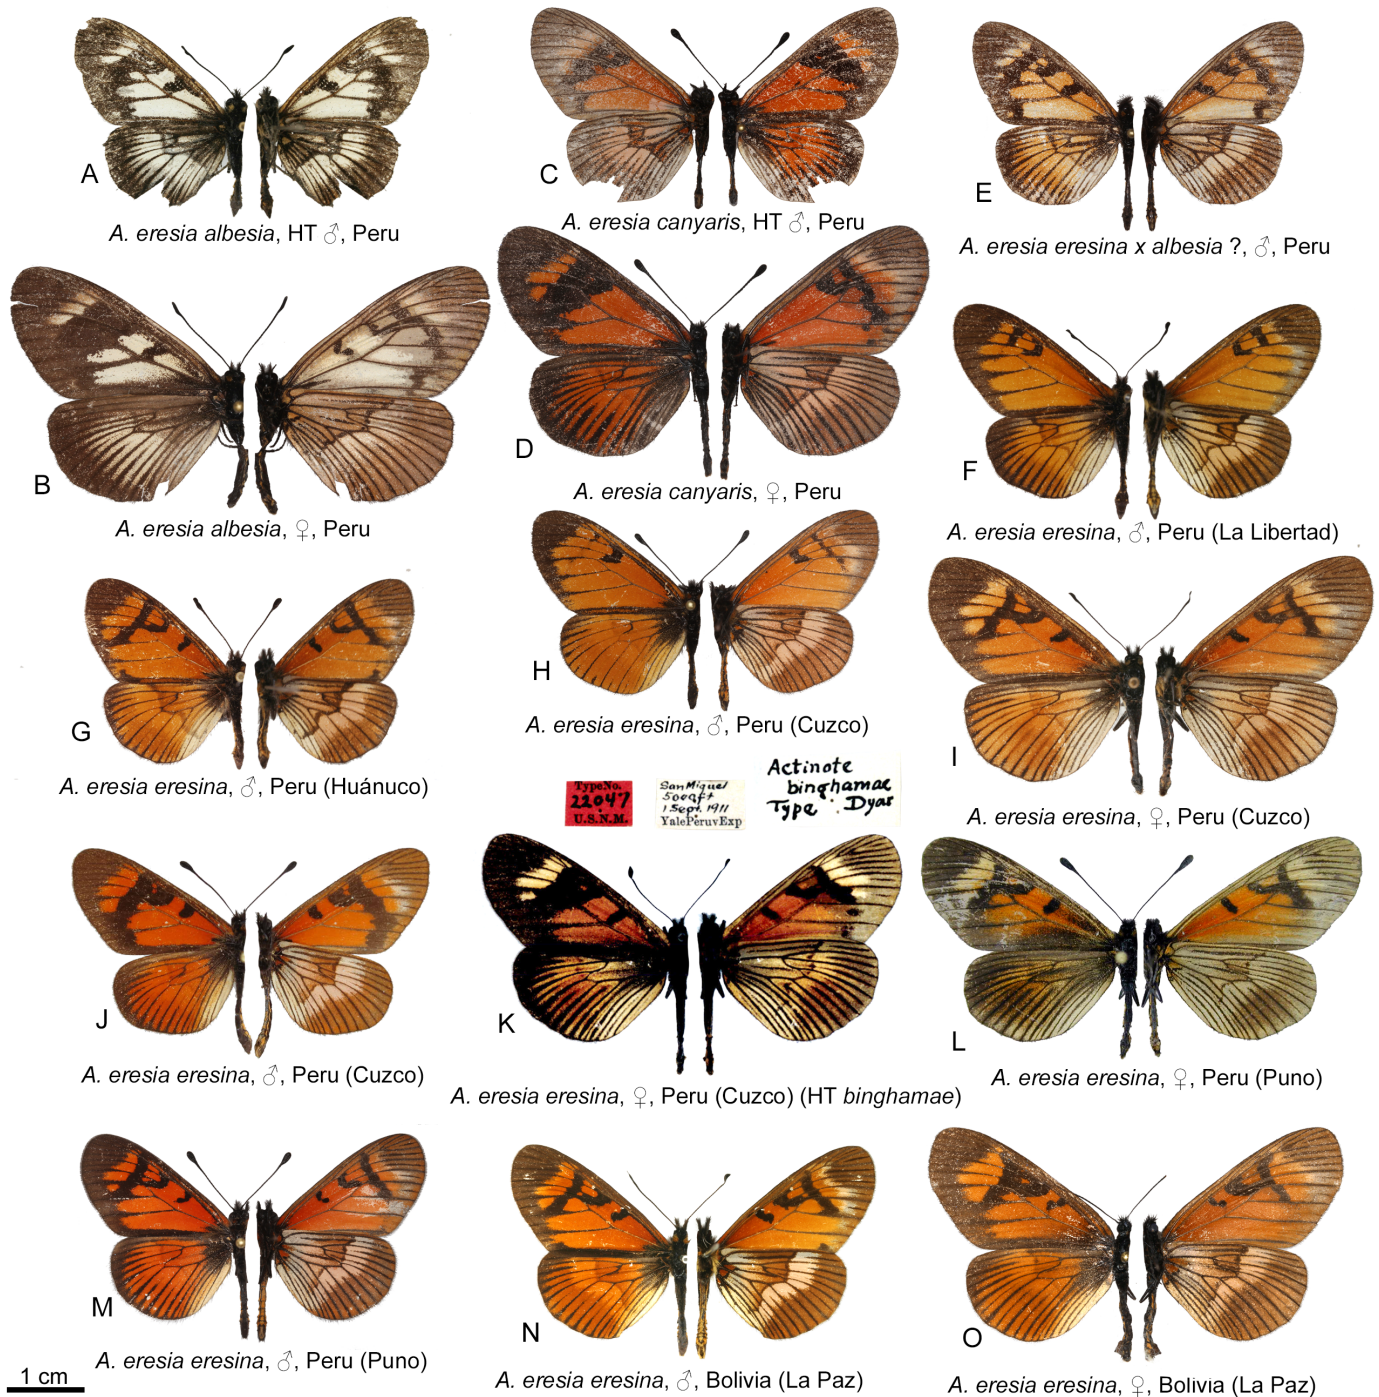 A
A. eresia albesia, HT ♂, Peru
C
A. eresia canyaris, HT ♂, Peru
E
A. eresia eresina x albesia ?, ♂, Peru
B
A. eresia albesia, ♀, Peru
D
A. eresia canyaris, ♀, Peru
F
A. eresia eresina, ♂, Peru (La Libertad)
G
A. eresia eresina, ♂, Peru (Huánuco)
H
A. eresia eresina, ♂, Peru (Cuzco)
I
A. eresia eresina, ♀, Peru (Cuzco)
Type No.
22047
U.S.N.M.
San Miguel
5000 ft
1 Sept. 1911
Yale Peruv Exp
Actinote
binghamae
Type . Dyar
J
A. eresia eresina, ♂, Peru (Cuzco)
K
A. eresia eresina, ♀, Peru (Cuzco) (HT binghamae)
L
A. eresia eresina, ♀, Peru (Puno)
M
A. eresia eresina, ♂, Peru (Puno)
N
A. eresia eresina, ♂, Bolivia (La Paz)
O
A. eresia eresina, ♀, Bolivia (La Paz)
1 cm